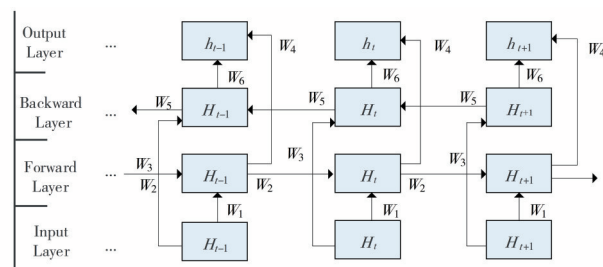 Output Layer ... h_{t-1} W_4 h_t W_4 h_{t+1} W_4
W_6 W_6 W_6
Backward Layer ... W_5 H_{t-1} W_5 H_t W_5 H_{t+1}
W_3 W_3 W_3
Forward Layer ... W_2 H_{t-1} W_2 H_t W_2 H_{t+1}
W_1 W_1 W_1
Input Layer ... H_{t-1} H_t H_{t+1}